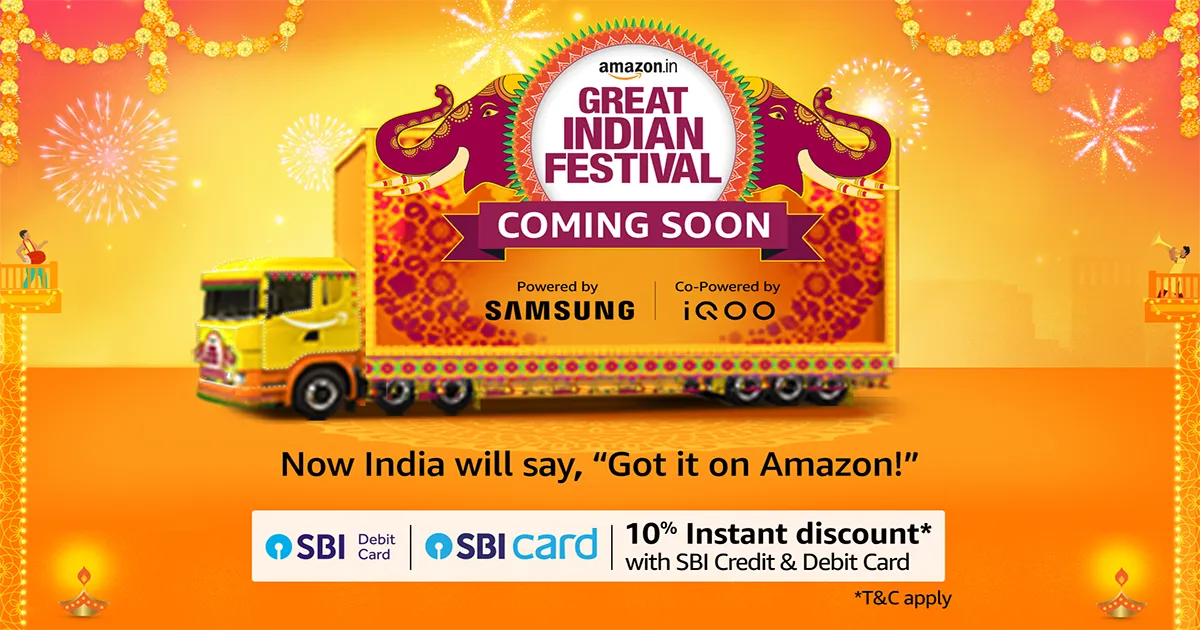 amazon.in
GREAT
INDIAN
FESTIVAL
COMING SOON
Powered by
SAMSUNG
Co-Powered by
iQOO
Now India will say, “Got it on Amazon!”
SBI Debit
Card
SBI card
10% Instant discount*
with SBI Credit & Debit Card
*T&C apply